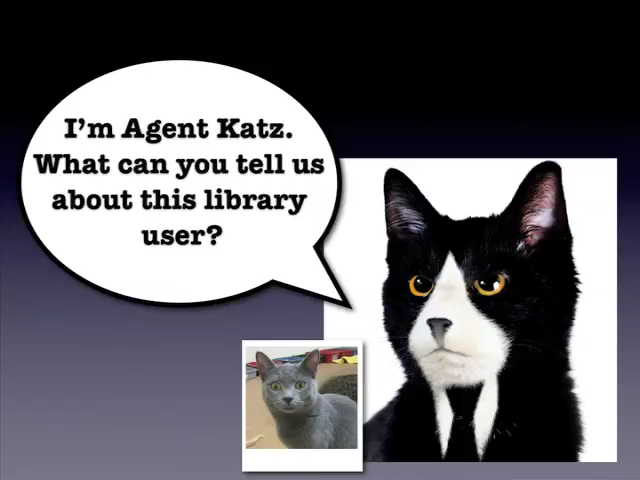 I'm Agent Katz.
What can you tell us
about this library
user?